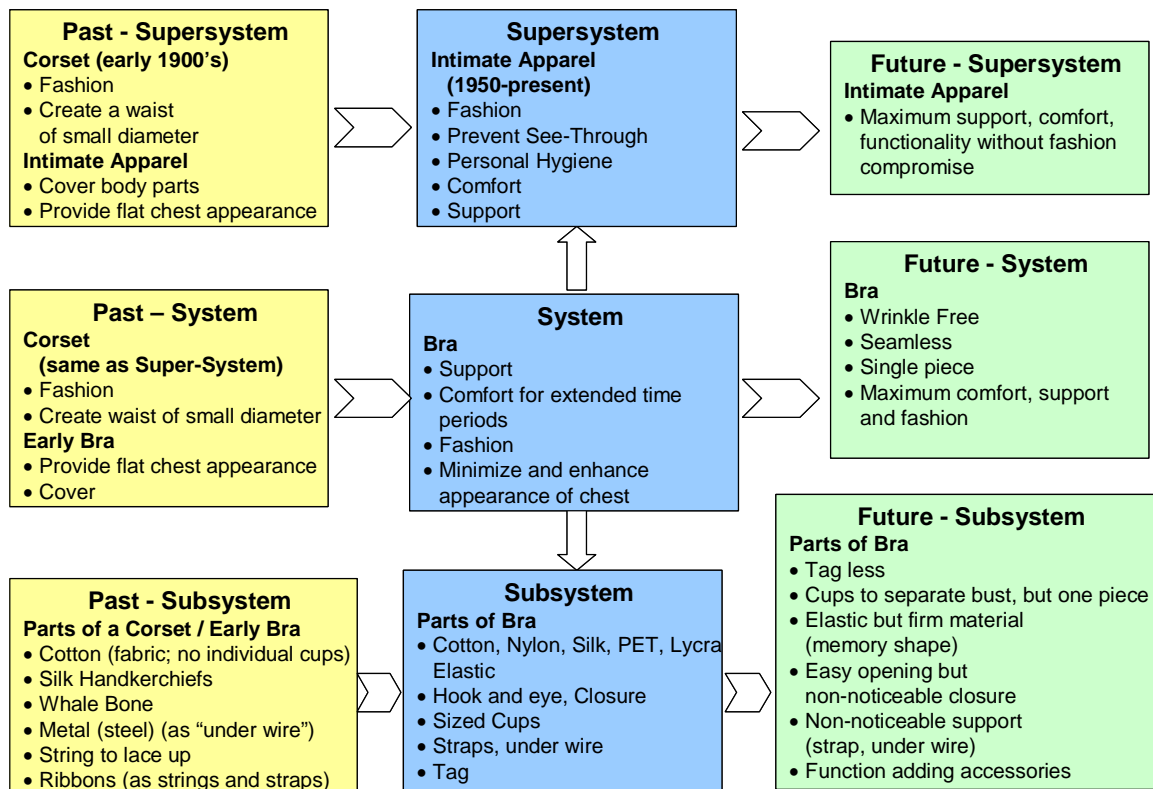 Past - Supersystem
Corset (early 1900's)
• Fashion
• Create a waist
of small diameter
Intimate Apparel
• Cover body parts
• Provide flat chest appearance
Supersystem
Intimate Apparel
(1950-present)
• Fashion
• Prevent See-Through
• Personal Hygiene
• Comfort
• Support
Future - Supersystem
Intimate Apparel
• Maximum support, comfort,
functionality without fashion
compromise
Past – System
Corset
(same as Super-System)
• Fashion
• Create waist of small diameter
Early Bra
• Provide flat chest appearance
• Cover
System
Bra
• Support
• Comfort for extended time
periods
• Fashion
• Minimize and enhance
appearance of chest
Future - System
Bra
• Wrinkle Free
• Seamless
• Single piece
• Maximum comfort, support
and fashion
Past - Subsystem
Parts of a Corset / Early Bra
• Cotton (fabric; no individual cups)
• Silk Handkerchiefs
• Whale Bone
• Metal (steel) (as “under wire”)
• String to lace up
• Ribbons (as strings and straps)
Subsystem
Parts of Bra
• Cotton, Nylon, Silk, PET, Lycra
Elastic
• Hook and eye, Closure
• Sized Cups
• Straps, under wire
• Tag
Future - Subsystem
Parts of Bra
• Tag less
• Cups to separate bust, but one piece
• Elastic but firm material
(memory shape)
• Easy opening but
non-noticeable closure
• Non-noticeable support
(strap, under wire)
• Function adding accessories